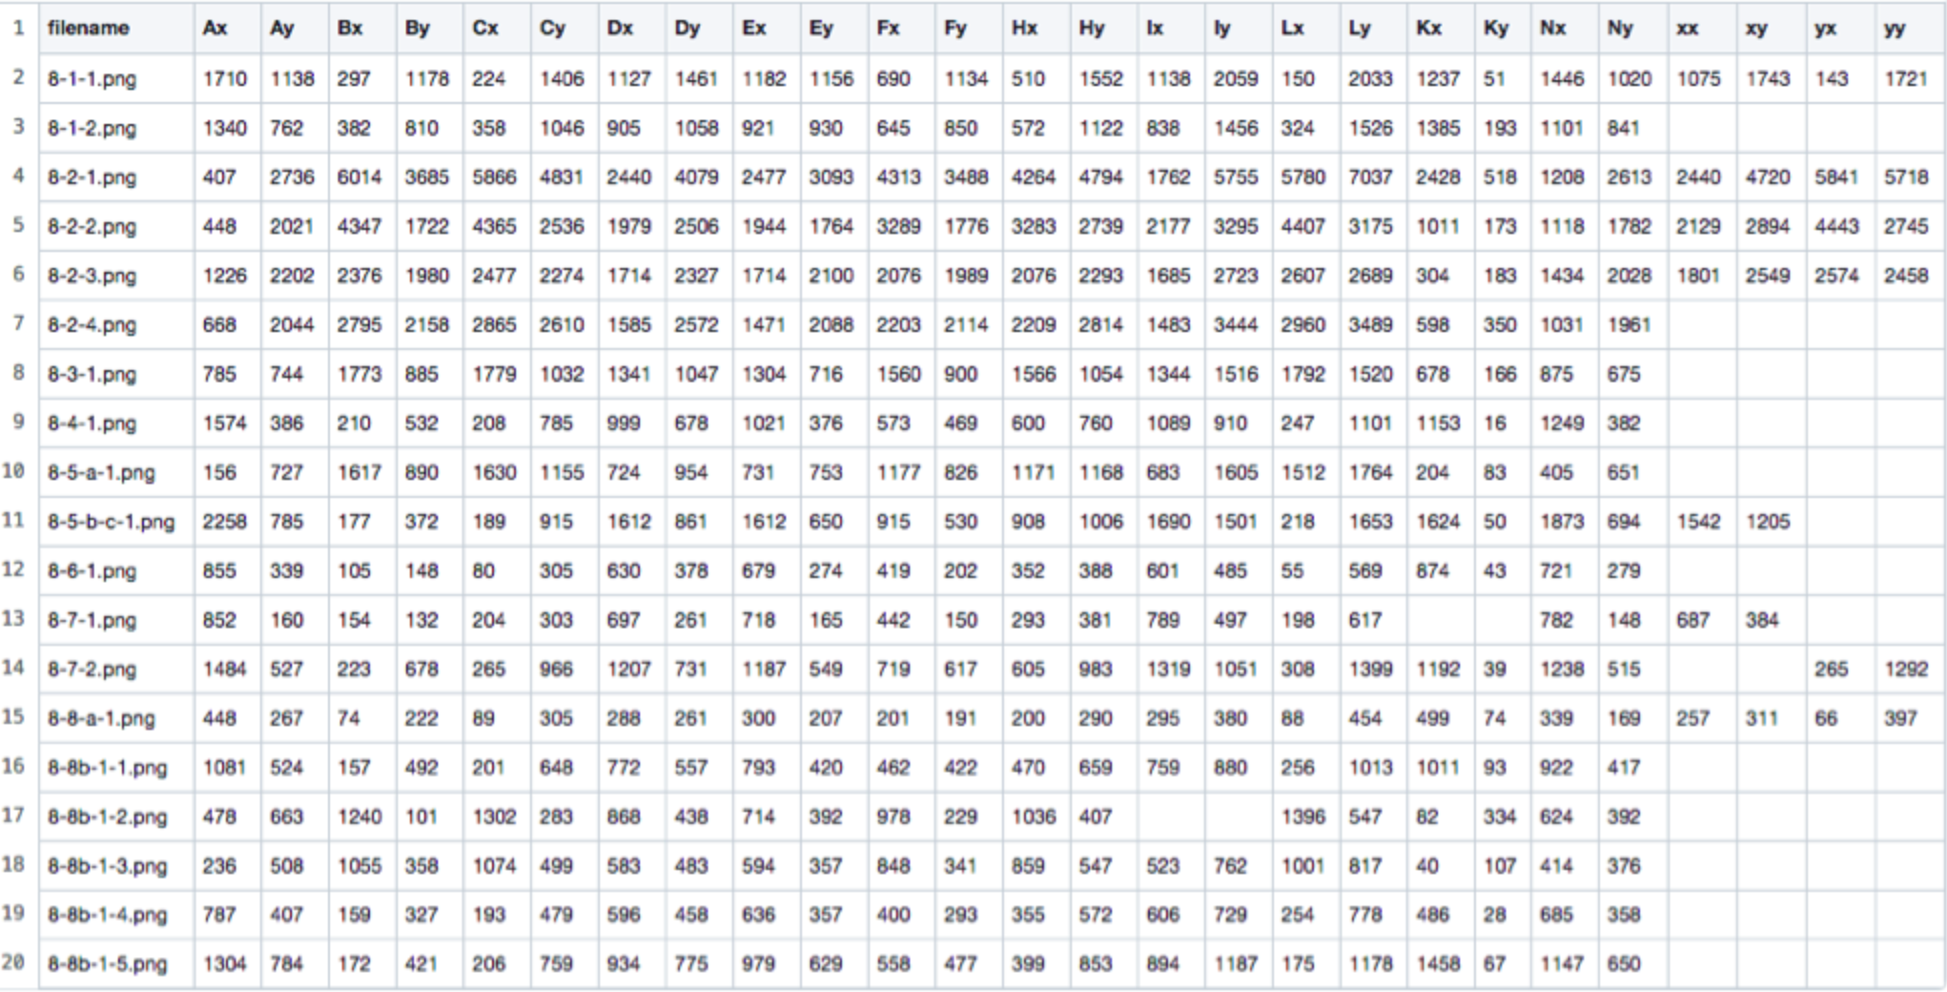 1 filename Ax Ay Bx By Cx Cy Dx Dy Ex Ey Fx Fy Hx Hy Ix Iy Lx Ly Kx Ky Nx Ny xx xy yx yy
2 8-1-1.png 1710 1138 297 1178 224 1406 1127 1461 1182 1156 690 1134 510 1552 1138 2059 150 2033 1237 51 1446 1020 1075 1743 143 1721
3 8-1-2.png 1340 762 382 810 358 1046 905 1058 921 930 645 850 572 1122 838 1456 324 1526 1385 193 1101 841
4 8-2-1.png 407 2736 6014 3685 5866 4831 2440 4079 2477 3093 4313 3488 4264 4794 1762 5755 5780 7037 2428 518 1208 2613 2440 4720 5841 5718
5 8-2-2.png 448 2021 4347 1722 4365 2536 1979 2506 1944 1764 3289 1776 3283 2739 2177 3295 4407 3175 1011 173 1118 1782 2129 2894 4443 2745
6 8-2-3.png 1226 2202 2376 1980 2477 2274 1714 2327 1714 2100 2076 1989 2076 2293 1685 2723 2607 2689 304 183 1434 2028 1801 2549 2574 2458
7 8-2-4.png 668 2044 2795 2158 2865 2610 1585 2572 1471 2088 2203 2114 2209 2814 1483 3444 2960 3489 598 350 1031 1961
8 8-3-1.png 785 744 1773 885 1779 1032 1341 1047 1304 716 1560 900 1566 1054 1344 1516 1792 1520 678 166 875 675
9 8-4-1.png 1574 386 210 532 208 785 999 678 1021 376 573 469 600 760 1089 910 247 1101 1153 16 1249 382
10 8-5-a-1.png 156 727 1617 890 1630 1155 724 954 731 753 1177 826 1171 1168 683 1605 1512 1764 204 83 405 651
11 8-5-b-c-1.png 2258 785 177 372 189 915 1612 861 1612 650 915 530 908 1006 1690 1501 218 1653 1624 50 1873 694 1542 1205
12 8-6-1.png 855 339 105 148 80 305 630 378 679 274 419 202 352 388 601 485 55 569 874 43 721 279
13 8-7-1.png 852 160 154 132 204 303 697 261 718 165 442 150 293 381 789 497 198 617 782 148 687 384
14 8-7-2.png 1484 527 223 678 265 966 1207 731 1187 549 719 617 605 983 1319 1051 308 1399 1192 39 1238 515 265 1292
15 8-8-a-1.png 448 267 74 222 89 305 288 261 300 207 201 191 200 290 295 380 88 454 499 74 339 169 257 311 66 397
16 8-8b-1-1.png 1081 524 157 492 201 648 772 557 793 420 462 422 470 659 759 880 256 1013 1011 93 922 417
17 8-8b-1-2.png 478 663 1240 101 1302 283 868 438 714 392 978 229 1036 407 1396 547 82 334 624 392
18 8-8b-1-3.png 236 508 1055 358 1074 499 583 483 594 357 848 341 859 547 523 762 1001 817 40 107 414 376
19 8-8b-1-4.png 787 407 159 327 193 479 596 458 636 357 400 293 355 572 606 729 254 778 486 28 685 358
20 8-8b-1-5.png 1304 784 172 421 206 759 934 775 979 629 558 477 399 853 894 1187 175 1178 1458 67 1147 650